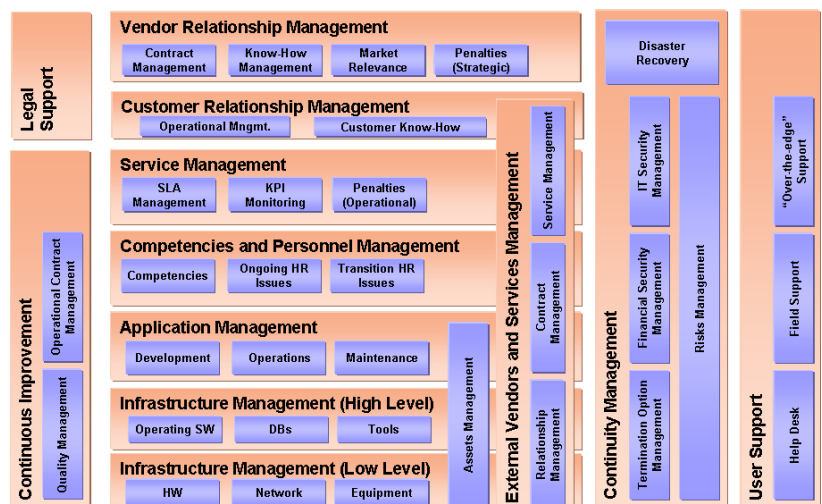 Legal
Support
Continuous Improvement
Operational Contract
Management
Quality Management
Vendor Relationship Management
Contract
Management
Know-How
Management
Market
Relevance
Penalties
(Strategic)
Customer Relationship Management
Operational Mngmt.
Customer Know-How
Service Management
SLA
Management
KPI
Monitoring
Penalties
(Operational)
Competencies and Personnel Management
Competencies
Ongoing HR
Issues
Transition HR
Issues
Application Management
Development
Operations
Maintenance
Infrastructure Management (High Level)
Operating SW
DBs
Tools
Infrastructure Management (Low Level)
HW
Network
Equipment
Assets Management
External Vendors and Services Management
Service Management
Contract
Management
Relationship
Management
Continuity Management
Disaster
Recovery
IT Security
Management
Financial Security
Management
Termination Option
Management
Risks Management
User Support
“Over-the-edge”
Support
Field Support
Help Desk